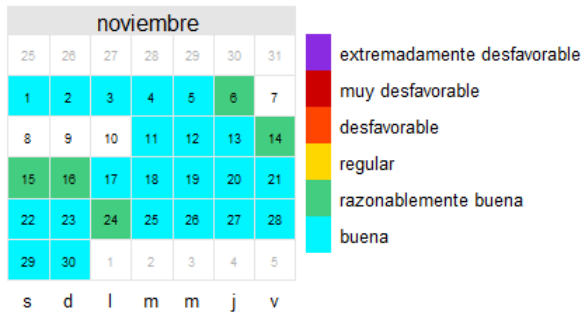 noviembre
25 26 27 28 29 30 31
1 2 3 4 5 6 7
8 9 10 11 12 13 14
15 16 17 18 19 20 21
22 23 24 25 26 27 28
29 30 1 2 3 4 5
s d l m m j v
extremadamente desfavorable
muy desfavorable
desfavorable
regular
razonablemente buena
buena